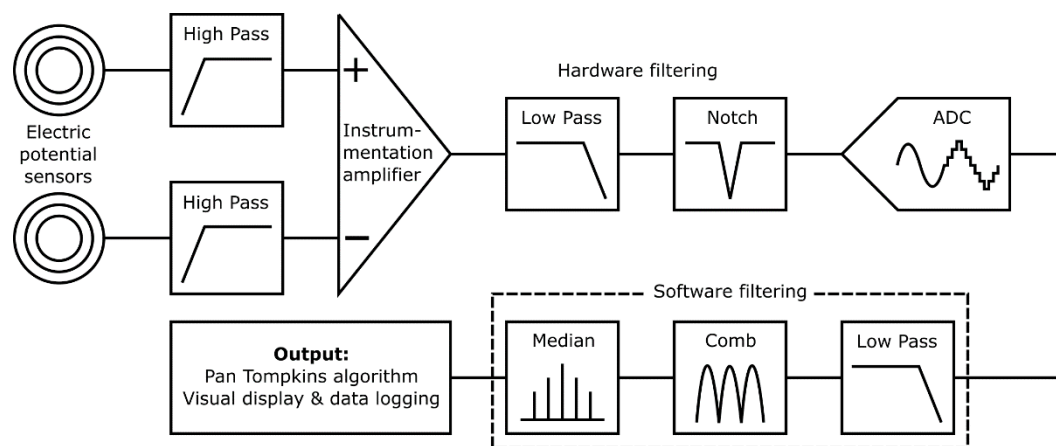 High Pass
Electric
potential
sensors
High Pass
+
Instrum-
mentation
amplifier
−
Hardware filtering
Low Pass
Notch
ADC
Software filtering
Output:
Pan Tompkins algorithm
Visual display & data logging
Median
Comb
Low Pass